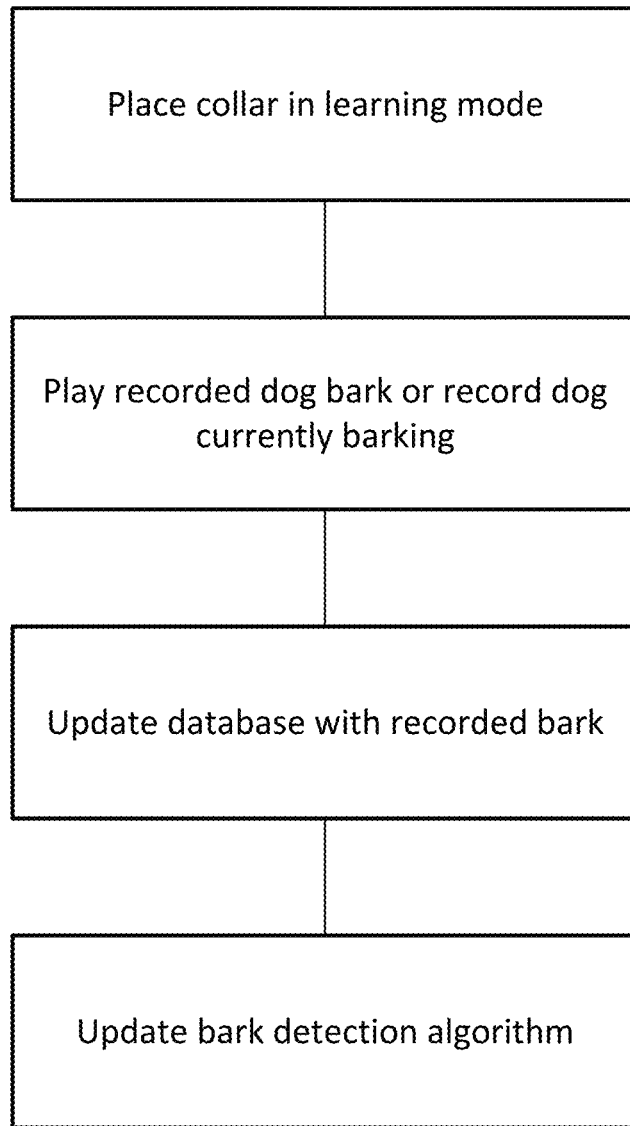 Place collar in learning mode
Play recorded dog bark or record dog
currently barking
Update database with recorded bark
Update bark detection algorithm